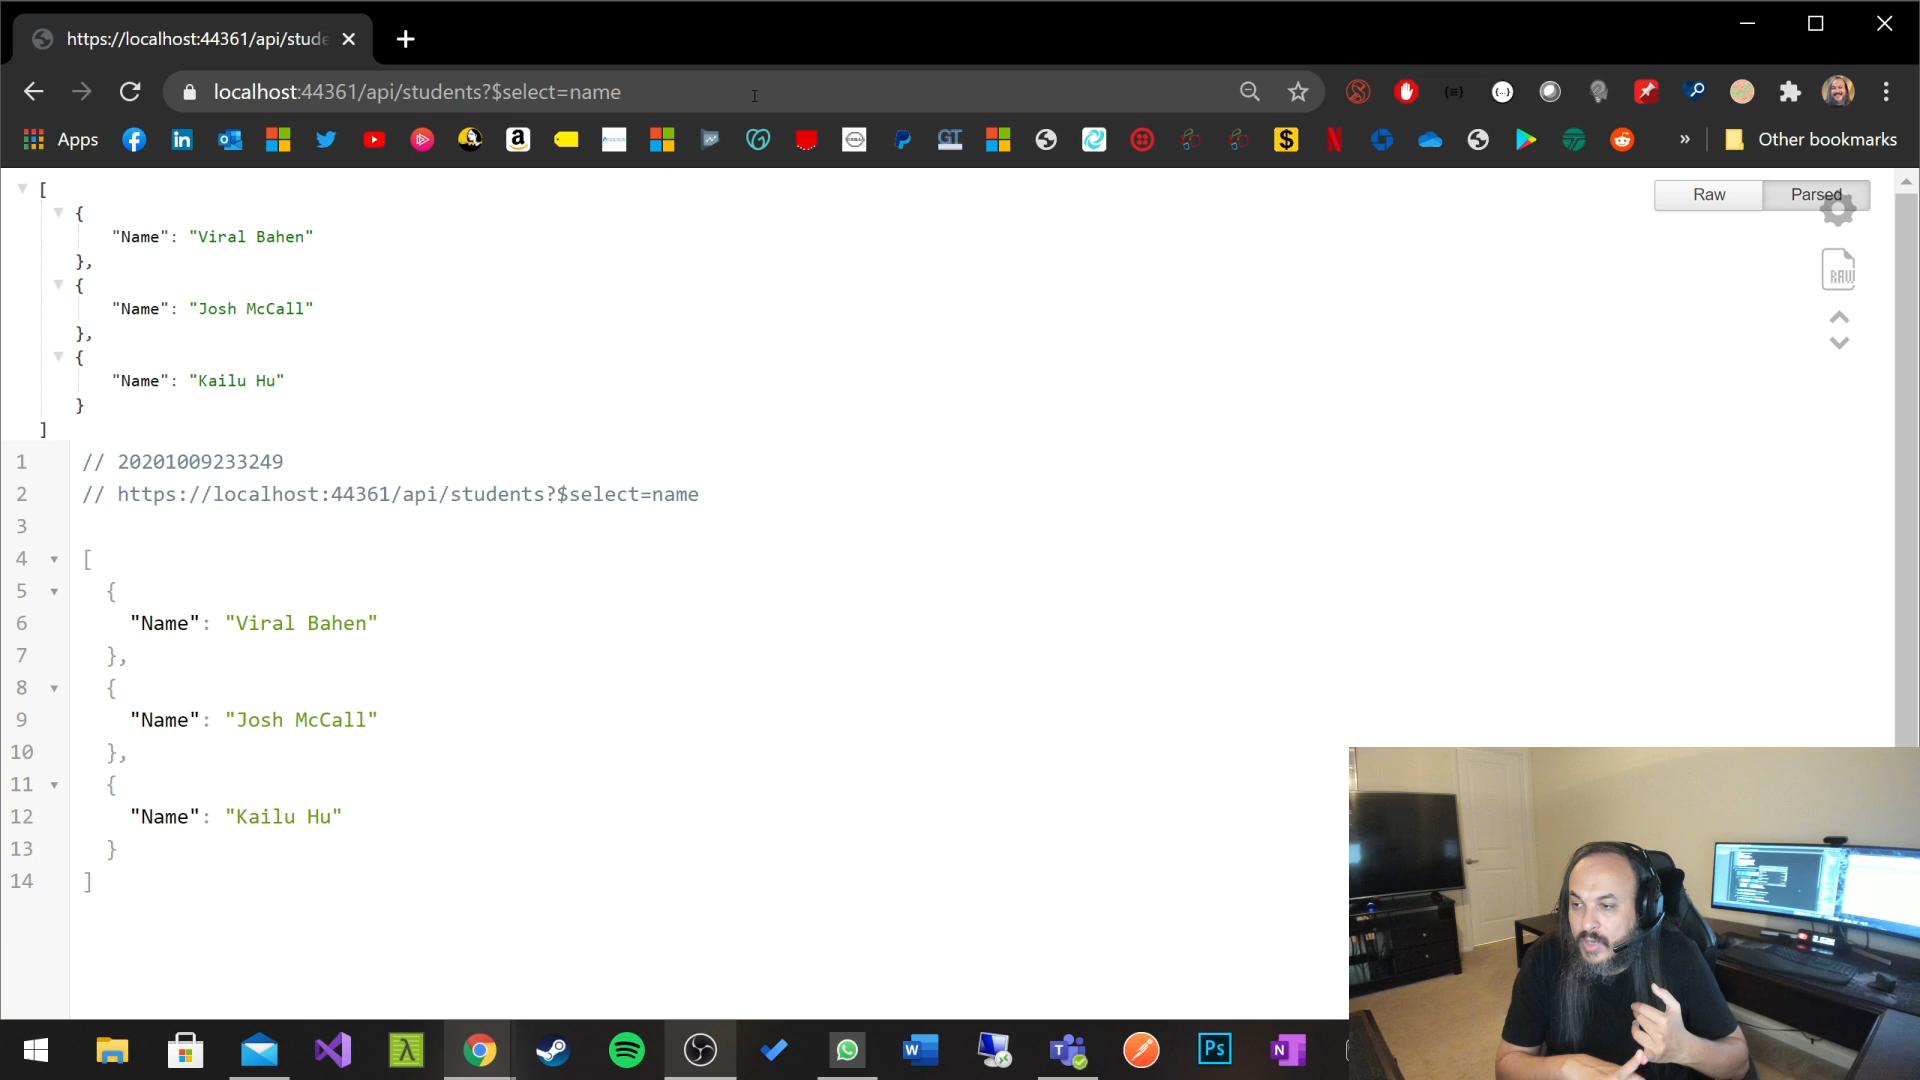 https://localhost:44361/api/stude
localhost:44361/api/students?$select=name
Apps
GT
Other bookmarks
Raw
Parsed
RAW
[
{
"Name": "Viral Bahen"
},
{
"Name": "Josh McCall"
},
{
"Name": "Kailu Hu"
}
]
1 // 20201009233249
2 // https://localhost:44361/api/students?$select=name
3
4 [
5 {
6 "Name": "Viral Bahen"
7 },
8 {
9 "Name": "Josh McCall"
10 },
11 {
12 "Name": "Kailu Hu"
13 }
14 ]